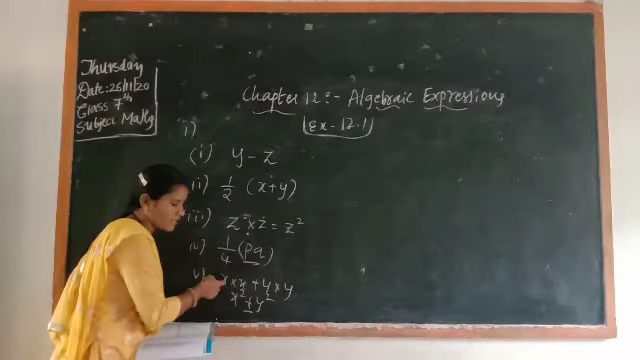 Thursday
Date: 26/11/20
Class 7th
Subject Maths
Chapter 12:- Algebraic Expressions
Ex-12.1
1)
(i) y - z
ii) 1/2 (x+y)
iii) z × z = z²
iv) 1/4 (pq)
v) x × x + y × y
x² + y²